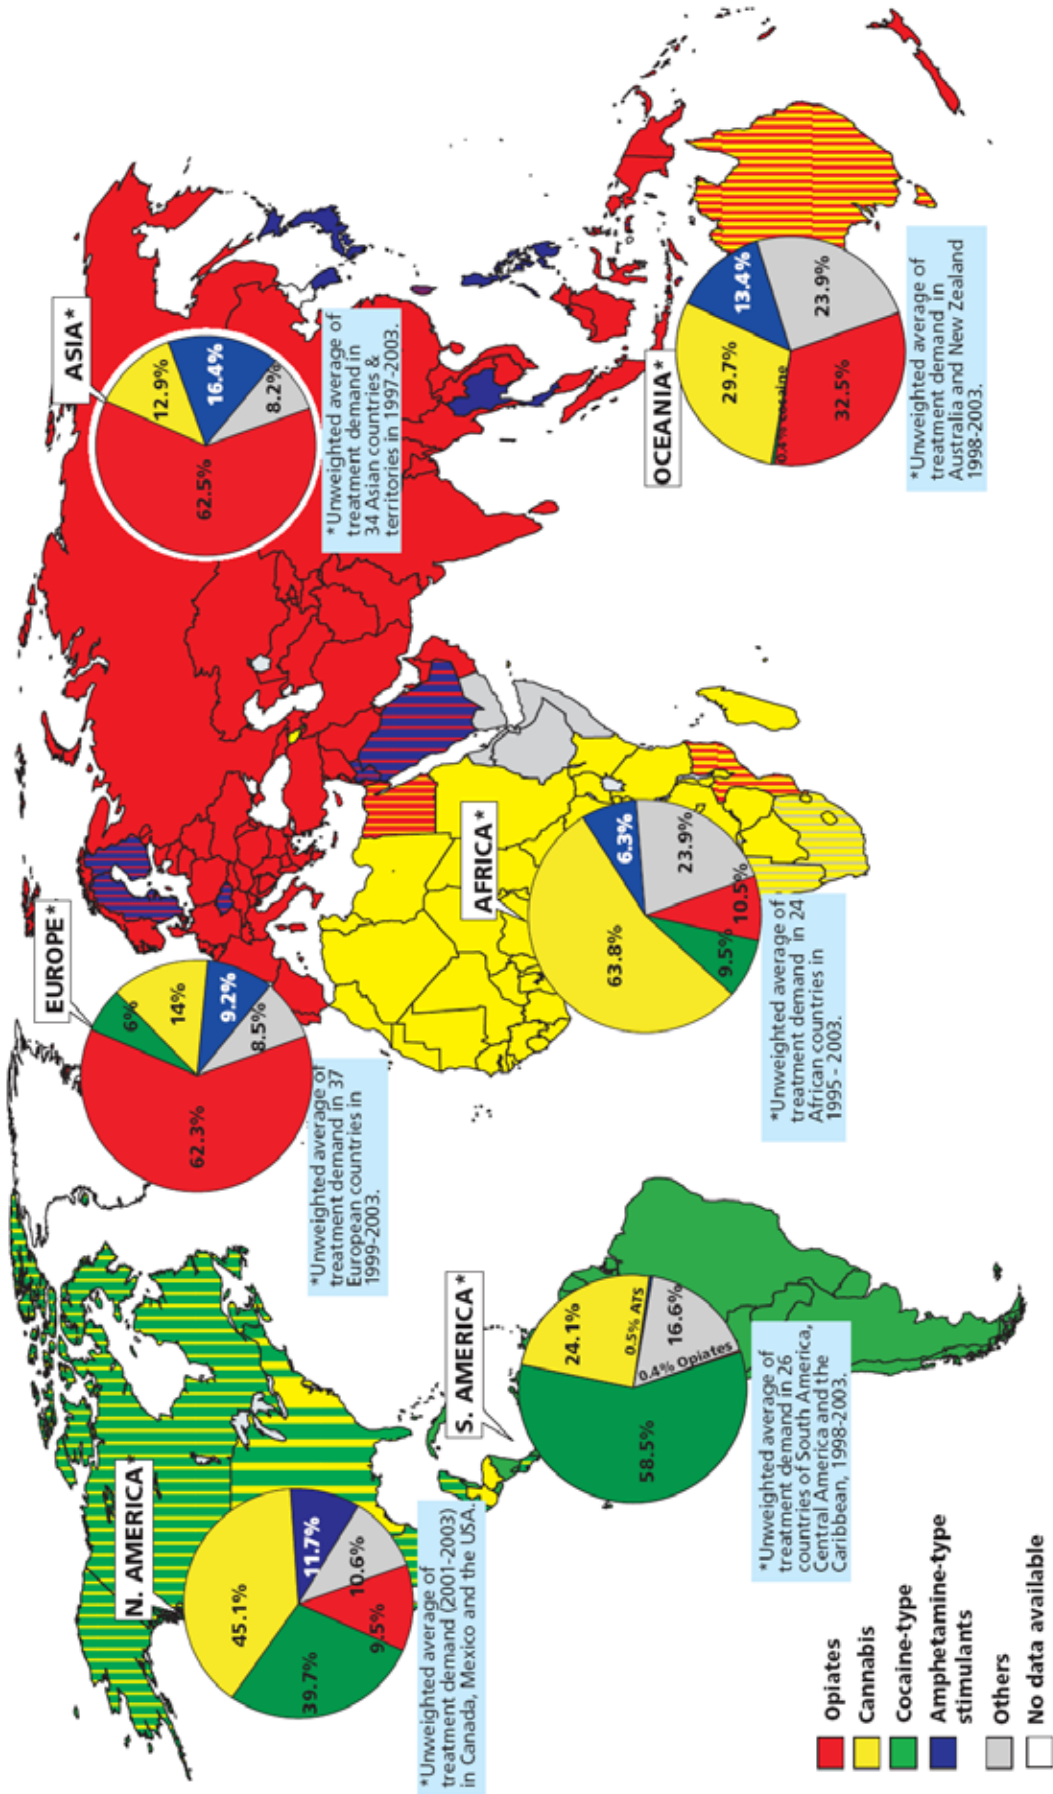 N. AMERICA*
45.1%
11.7%
10.6%
9.5%
39.7%
*Unweighted average of
treatment demand (2001-2003)
in Canada, Mexico and the USA.
EUROPE*
6%
14%
9.2%
8.5%
62.3%
*Unweighted average of
treatment demand in 37
European countries in
1999-2003.
ASIA*
12.9%
16.4%
8.2%
62.5%
*Unweighted average of
treatment demand in
34 Asian countries &
territories in 1997-2003.
S. AMERICA*
24.1%
0.5% ATS
16.6%
0.4% Opiates
58.5%
*Unweighted average of
treatment demand in 26
countries of South America,
Central America and the
Caribbean, 1998-2003.
AFRICA*
63.8%
6.3%
23.9%
10.5%
9.5%
*Unweighted average of
treatment demand in 24
African countries in
1995 - 2003.
OCEANIA*
29.7%
13.4%
23.9%
32.5%
0.4% cocaine
*Unweighted average of
treatment demand in
Australia and New Zealand
1998-2003.
Opiates
Cannabis
Cocaine-type
Amphetamine-type
stimulants
Others
No data available